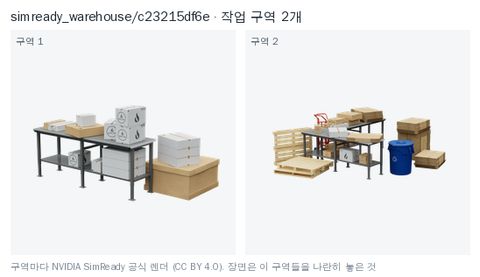 simready_warehouse/c23215df6e · 작업 구역 2개
구역 1
구역 2
구역마다 NVIDIA SimReady 공식 렌더 (CC BY 4.0). 장면은 이 구역들을 나란히 놓은 것